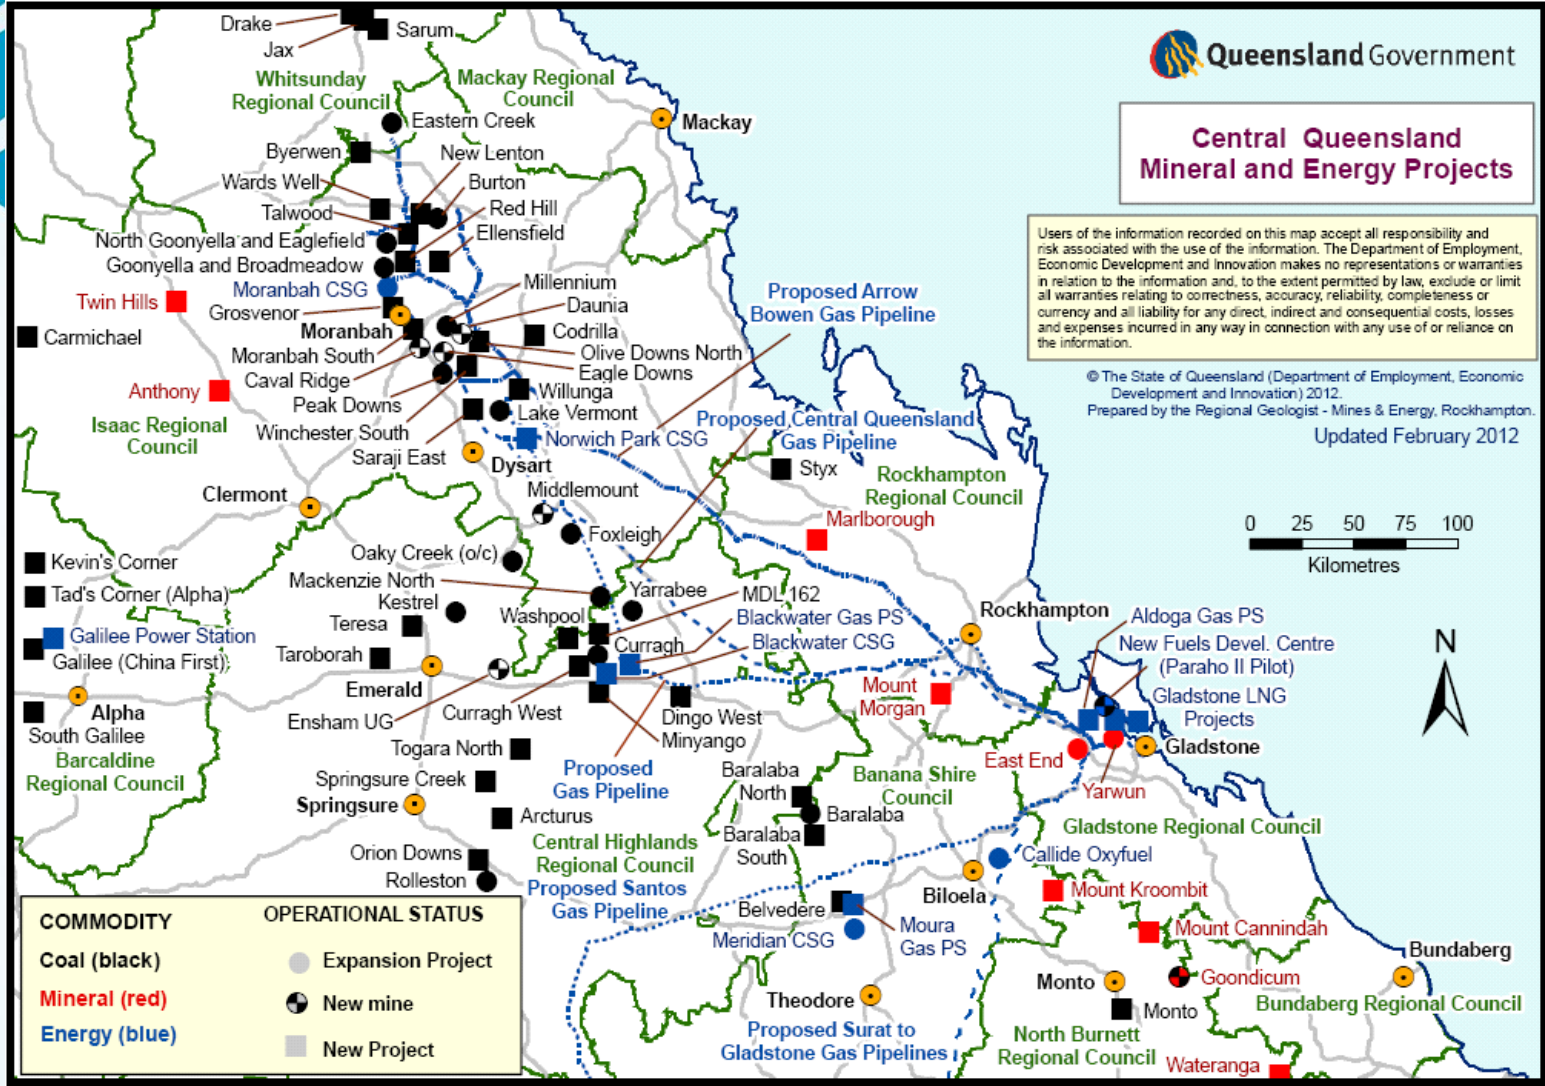 Drake
Jax
Sarum
Whitsunday
Regional Council
Mackay Regional
Council
Queensland Government
Central Queensland
Mineral and Energy Projects
Mackay
Eastern Creek
Byerwen
New Lenton
Wards Well
Burton
Talwood
Red Hill
North Goonyella and Eaglefield
Ellensfield
Goonyella and Broadmeadow
Moranbah CSG
Millennium
Twin Hills
Grosvenor
Daunia
Carmichael
Moranbah
Codrilla
Moranbah South
Olive Downs North
Caval Ridge
Eagle Downs
Anthony
Peak Downs
Willunga
Isaac Regional
Council
Winchester South
Lake Vermont
Saraji East
Norwich Park CSG
Dysart
Proposed Arrow
Bowen Gas Pipeline
Proposed Central Queensland
Gas Pipeline
Users of the information recorded on this map accept all responsibility and
risk associated with the use of the information. The Department of Employment,
Economic Development and Innovation makes no representations or warranties
in relation to the information and, to the extent permitted by law, exclude or limit
all warranties relating to correctness, accuracy, reliability, completeness or
currency and all liability for any direct, indirect and consequential costs, losses
and expenses incurred in any way in connection with any use of or reliance on
the information.
© The State of Queensland (Department of Employment, Economic
Development and Innovation) 2012.
Prepared by the Regional Geologist - Mines & Energy, Rockhampton.
Updated February 2012
Styx
Rockhampton
Regional Council
Marlborough
0 25 50 75 100
Kilometres
N
Clermont
Middlemount
Foxleigh
Oaky Creek (o/c)
Kevin's Corner
Mackenzie North
Yarrabee
MDL 162
Tad's Corner (Alpha)
Kestrel
Washpool
Blackwater Gas PS
Teresa
Curragh
Blackwater CSG
Galilee Power Station
Galilee (China First)
Taroborah
Emerald
Ensham UG
Curragh West
Dingo West
Minyango
Alpha
South Galilee
Barcaldine
Regional Council
Togara North
Springsure Creek
Springsure
Arcturus
Proposed
Gas Pipeline
Orion Downs
Rolleston
Central Highlands
Regional Council
Proposed Santos
Gas Pipeline
Rockhampton
Aldoga Gas PS
New Fuels Devel. Centre
(Paraho II Pilot)
Gladstone LNG
Projects
Mount
Morgan
Gladstone
East End
Yarwun
Baralaba
North
Banana Shire
Council
Baralaba
Baralaba
South
Gladstone Regional Council
Callide Oxyfuel
Biloela
Mount Kroombit
Belvedere
Meridian CSG
Moura
Gas PS
Mount Cannindah
Bundaberg
Goondicum
Monto
Monto
Theodore
Bundaberg Regional Council
Proposed Surat to
Gladstone Gas Pipelines
North Burnett
Regional Council
Wateranga
COMMODITY
Coal (black)
Mineral (red)
Energy (blue)
OPERATIONAL STATUS
Expansion Project
New mine
New Project